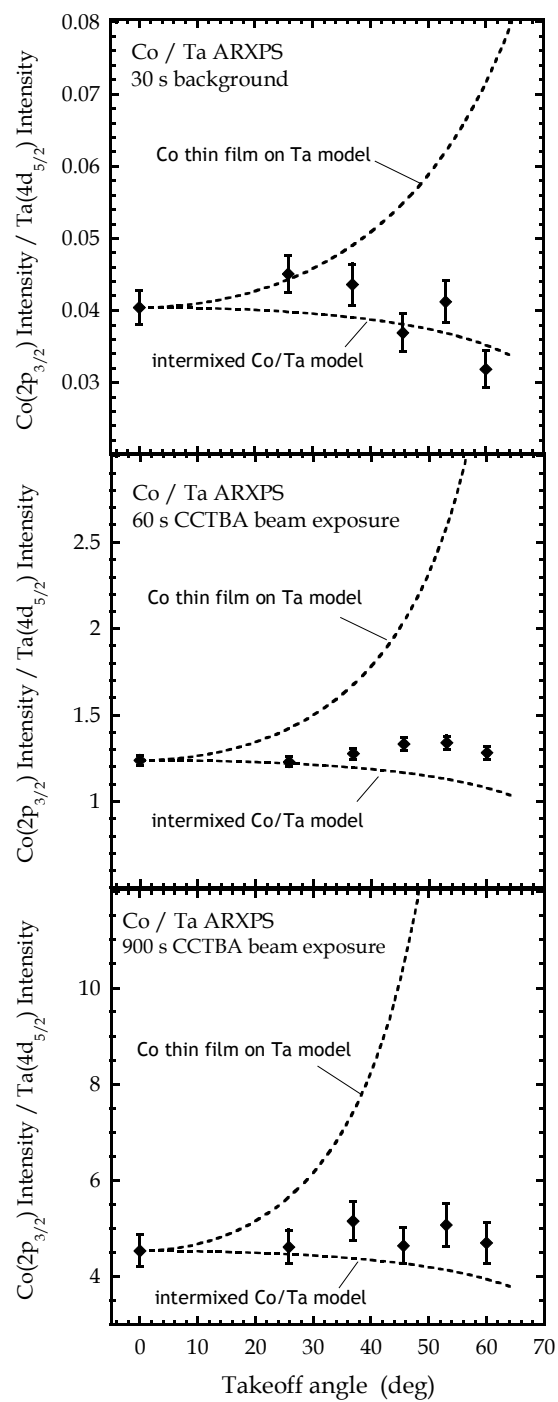 Co(2p3/2) Intensity / Ta(4d5/2) Intensity
0.08
0.07
0.06
0.05
0.04
0.03
Co / Ta ARXPS
30 s background
Co thin film on Ta model
intermixed Co/Ta model
Co(2p3/2) Intensity / Ta(4d5/2) Intensity
2.5
2
1.5
1
Co / Ta ARXPS
60 s CCTBA beam exposure
Co thin film on Ta model
intermixed Co/Ta model
Co(2p3/2) Intensity / Ta(4d5/2) Intensity
10
8
6
4
Co / Ta ARXPS
900 s CCTBA beam exposure
Co thin film on Ta model
intermixed Co/Ta model
0 10 20 30 40 50 60 70
Takeoff angle (deg)